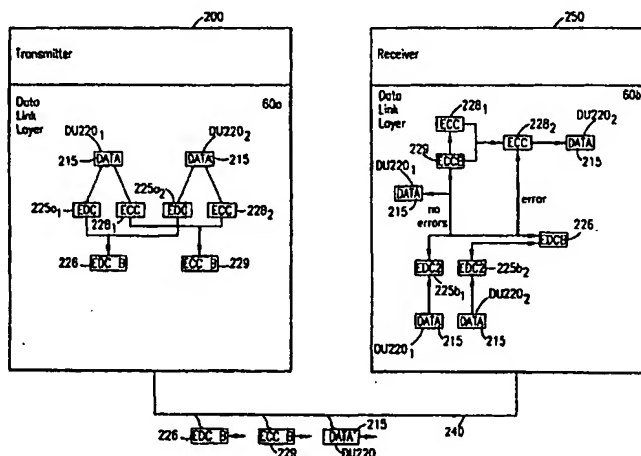 200
Transmitter
Data
Link
Layer
60a
DU220₁
DU220₂
215
DATA
DATA
215
225a₁
225a₂
EDC
ECC
EDC
ECC
228₁
228₂
226
EDC B
ECC B
229
250
Receiver
Data
Link
Layer
60b
228₁
ECC
228₂
ECC
DU220₂
DATA
215
229
DU220₁
DATA
215
no
errors
error
226
EDC2
EDC2
225b₂
225b₁
DU220₂
DATA
DATA
DU220₁
215
215
240
226
EDC B
ECC B
229
DATA
215
DU220